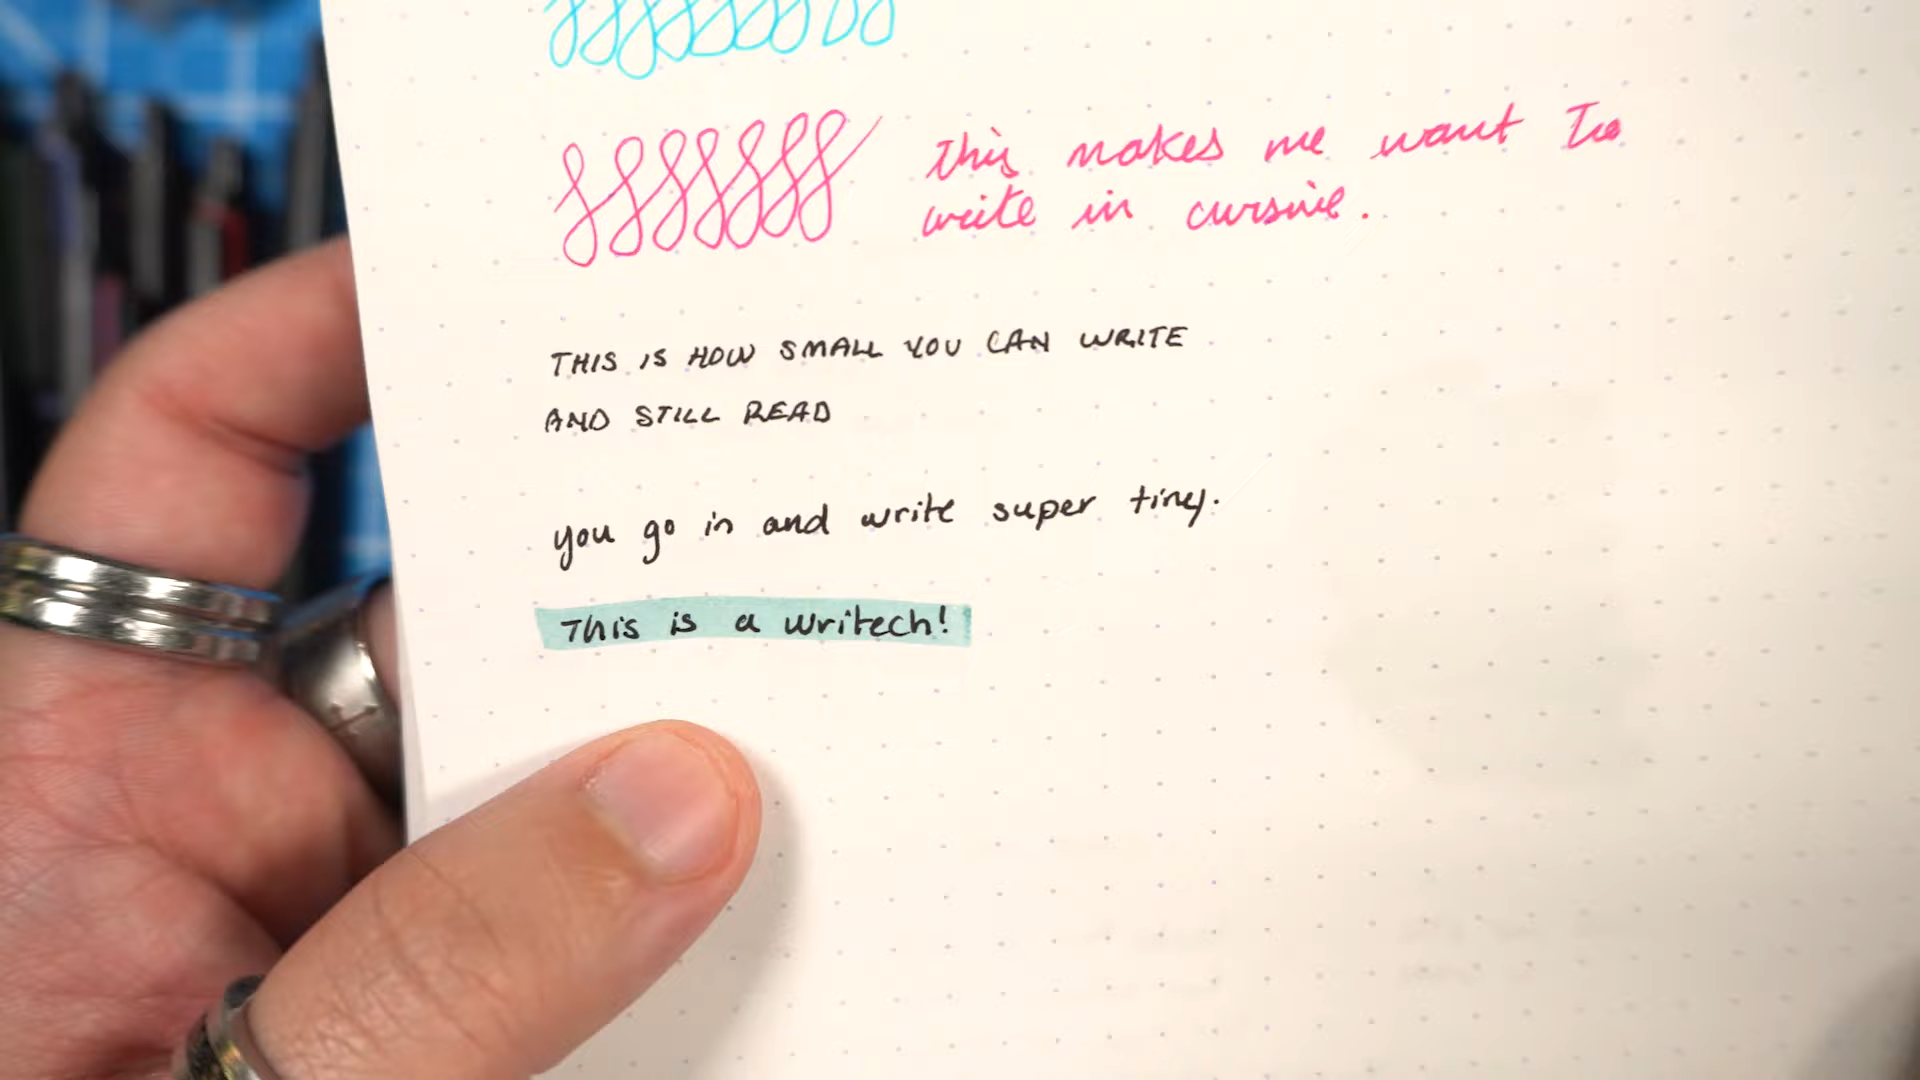 this makes me want to
write in cursive.
THIS IS HOW SMALL YOU CAN WRITE
AND STILL READ
you go in and write super tiny.
This is a writech!